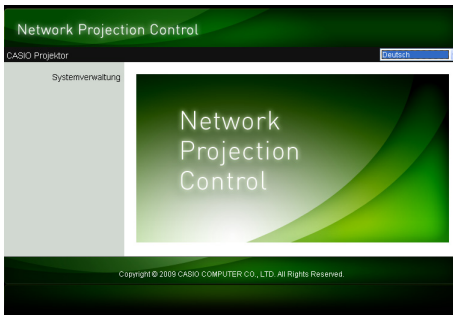 Network Projection Control
CASIO Projektor
Deutsch
Systemverwaltung
Network
Projection
Control
Copyright © 2009 CASIO COMPUTER CO., LTD. All Rights Reserved.